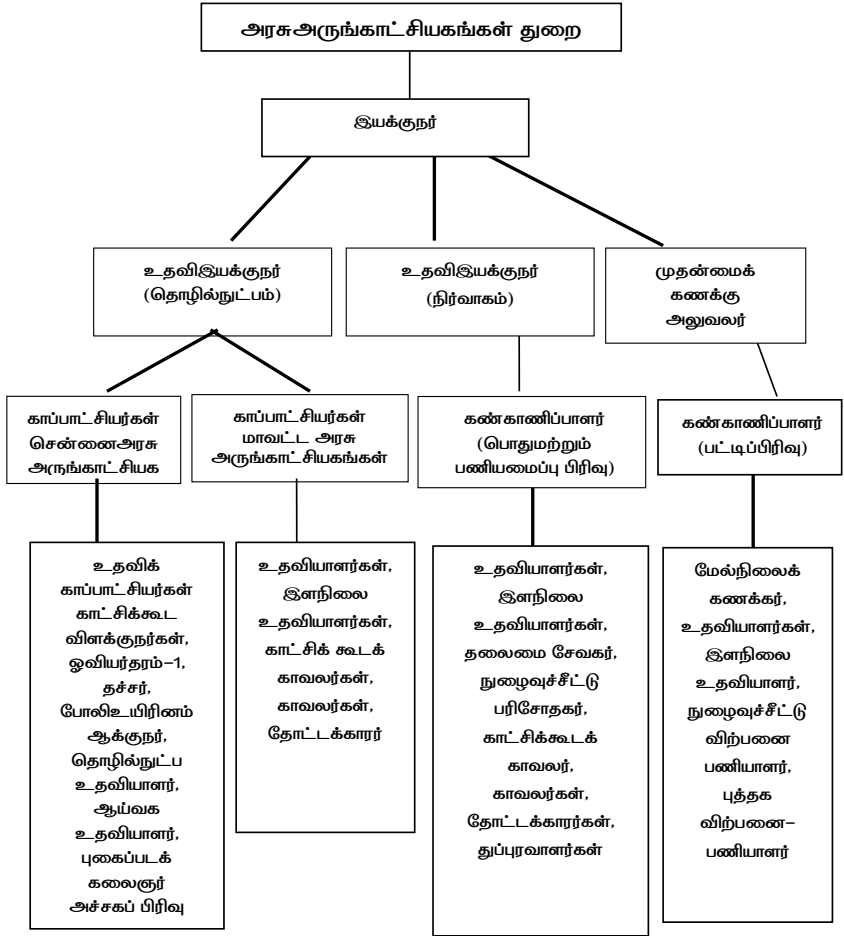 அரசுஅருங்காட்சியகங்கள் துறை
இயக்குநர்
உதவிஇயக்குநர்
(தொழில்நுட்பம்)
உதவிஇயக்குநர்
(நிர்வாகம்)
முதன்மைக்
கணக்கு
அலுவலர்
காப்பாட்சியர்கள்
சென்னைஅரசு
அருங்காட்சியக
காப்பாட்சியர்கள்
மாவட்ட அரசு
அருங்காட்சியகங்கள்
கண்காணிப்பாளர்
(பொதுமற்றும்
பணியமைப்பு பிரிவு)
கண்காணிப்பாளர்
(பட்டிப்பிரிவு)
உதவிக்
காப்பாட்சியர்கள்
காட்சிக்கூட
விளக்குநர்கள்,
ஓவியர்தரம்–1,
தச்சர்,
போலிஉயிரினம்
ஆக்குநர்,
தொழில்நுட்ப
உதவியாளர்,
ஆய்வக
உதவியாளர்,
புகைப்படக்
கலைஞர்
அச்சகப் பிரிவு
உதவியாளர்கள்,
இளநிலை
உதவியாளர்கள்,
காட்சிக் கூடக்
காவலர்கள்,
காவலர்கள்,
தோட்டக்காரர்
உதவியாளர்கள்,
இளநிலை
உதவியாளர்கள்,
தலைமை சேவகர்,
நுழைவுச்சீட்டு
பரிசோதகர்,
காட்சிக்கூடக்
காவலர்,
காவலர்கள்,
தோட்டக்காரர்கள்,
துப்புரவாளர்கள்
மேல்நிலைக்
கணக்கர்,
உதவியாளர்கள்,
இளநிலை
உதவியாளர்,
நுழைவுச்சீட்டு
விற்பனை
பணியாளர்,
புத்தக
விற்பனை–
பணியாளர்